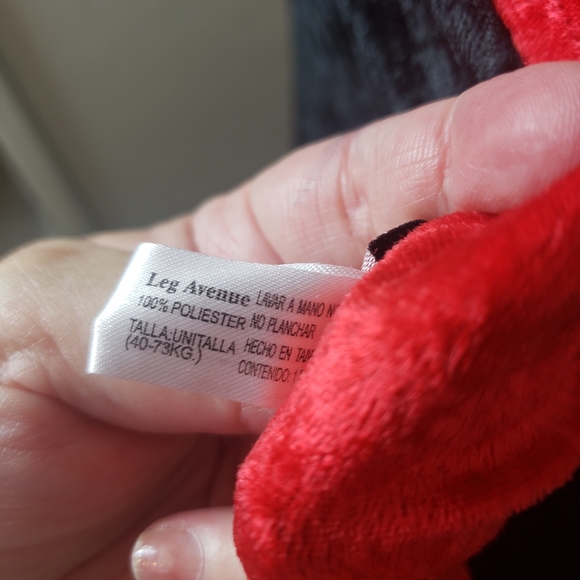 Leg Avenue
100% POLIESTER
TALLA.UNITALLA
(40-73KG.)
LAVAR A MANO
NO PLANCHAR
HECHO EN
CONTENIDO: